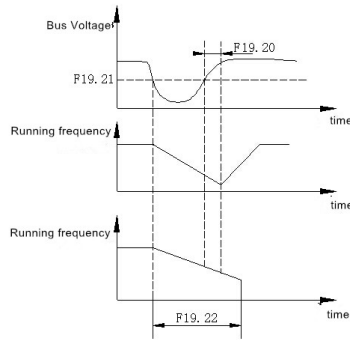 Bus Voltage
F19.20
F19.21
time
Running frequency
time
Running frequency
time
F19.22